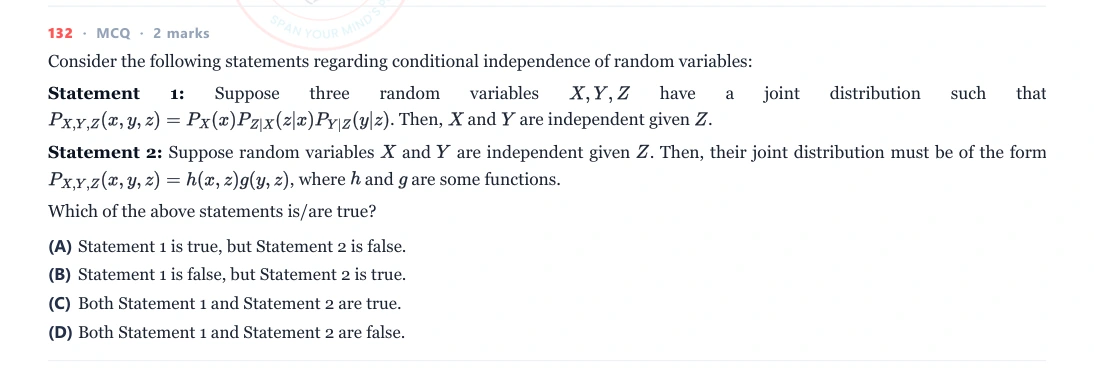 SPAN YOUR MIND'S
132 · MCQ · 2 marks
Consider the following statements regarding conditional independence of random variables:
Statement 1: Suppose three random variables X, Y, Z have a joint distribution such that
P_{X,Y,Z}(x, y, z) = P_X(x)P_{Z|X}(z|x)P_{Y|Z}(y|z). Then, X and Y are independent given Z.
Statement 2: Suppose random variables X and Y are independent given Z. Then, their joint distribution must be of the form
P_{X,Y,Z}(x, y, z) = h(x, z)g(y, z), where h and g are some functions.
Which of the above statements is/are true?
(A) Statement 1 is true, but Statement 2 is false.
(B) Statement 1 is false, but Statement 2 is true.
(C) Both Statement 1 and Statement 2 are true.
(D) Both Statement 1 and Statement 2 are false.